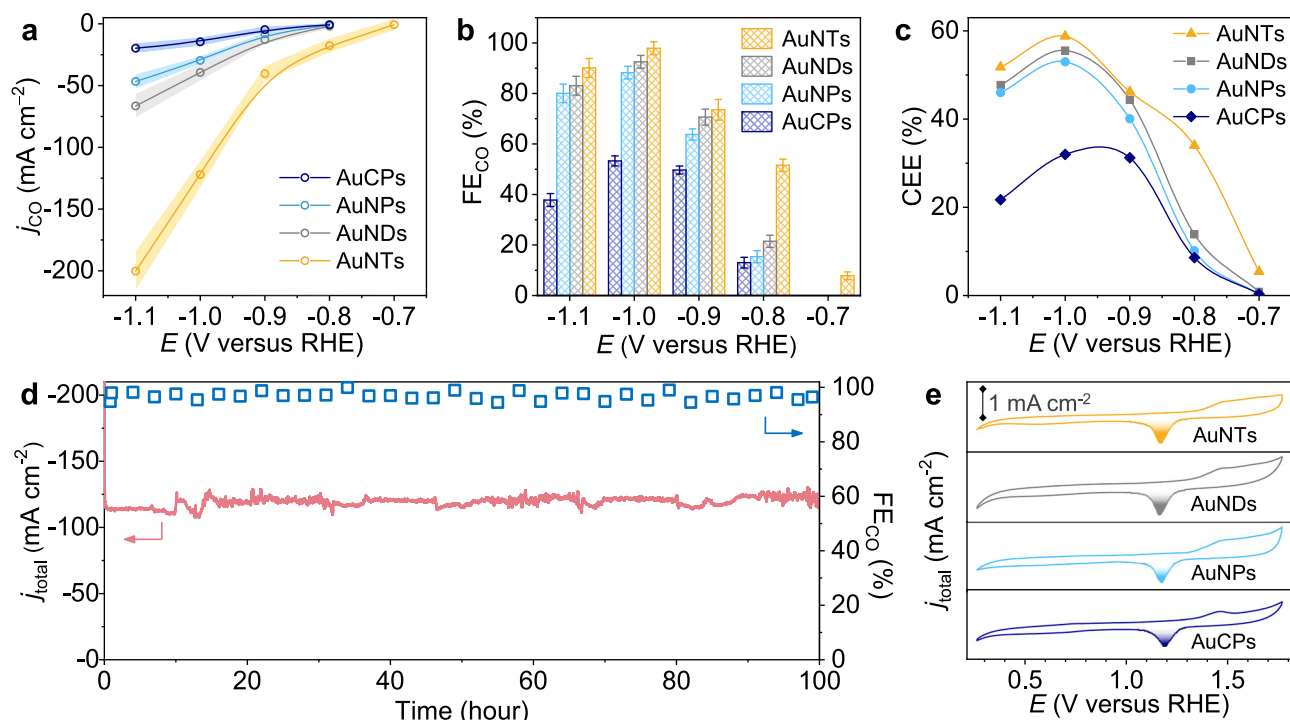 a
0
-50
-100
-150
-200
j_CO (mA cm⁻²)
AuCPs
AuNPs
AuNDs
AuNTs
-1.1 -1.0 -0.9 -0.8 -0.7
E (V versus RHE)
b
100
80
60
40
20
0
FE_CO (%)
AuNTs
AuNDs
AuNPs
AuCPs
-1.1 -1.0 -0.9 -0.8 -0.7
E (V versus RHE)
c
60
40
20
0
CEE (%)
AuNTs
AuNDs
AuNPs
AuCPs
-1.1 -1.0 -0.9 -0.8 -0.7
E (V versus RHE)
d
-200
-150
-100
-50
-0
j_total (mA cm⁻²)
100
80
60
40
20
0
FE_CO
(%)
0 20 40 60 80 100
Time (hour)
e
1 mA cm⁻²
AuNTs
AuNDs
AuNPs
AuCPs
j_total (mA cm⁻²)
0.5 1.0 1.5
E (V versus RHE)